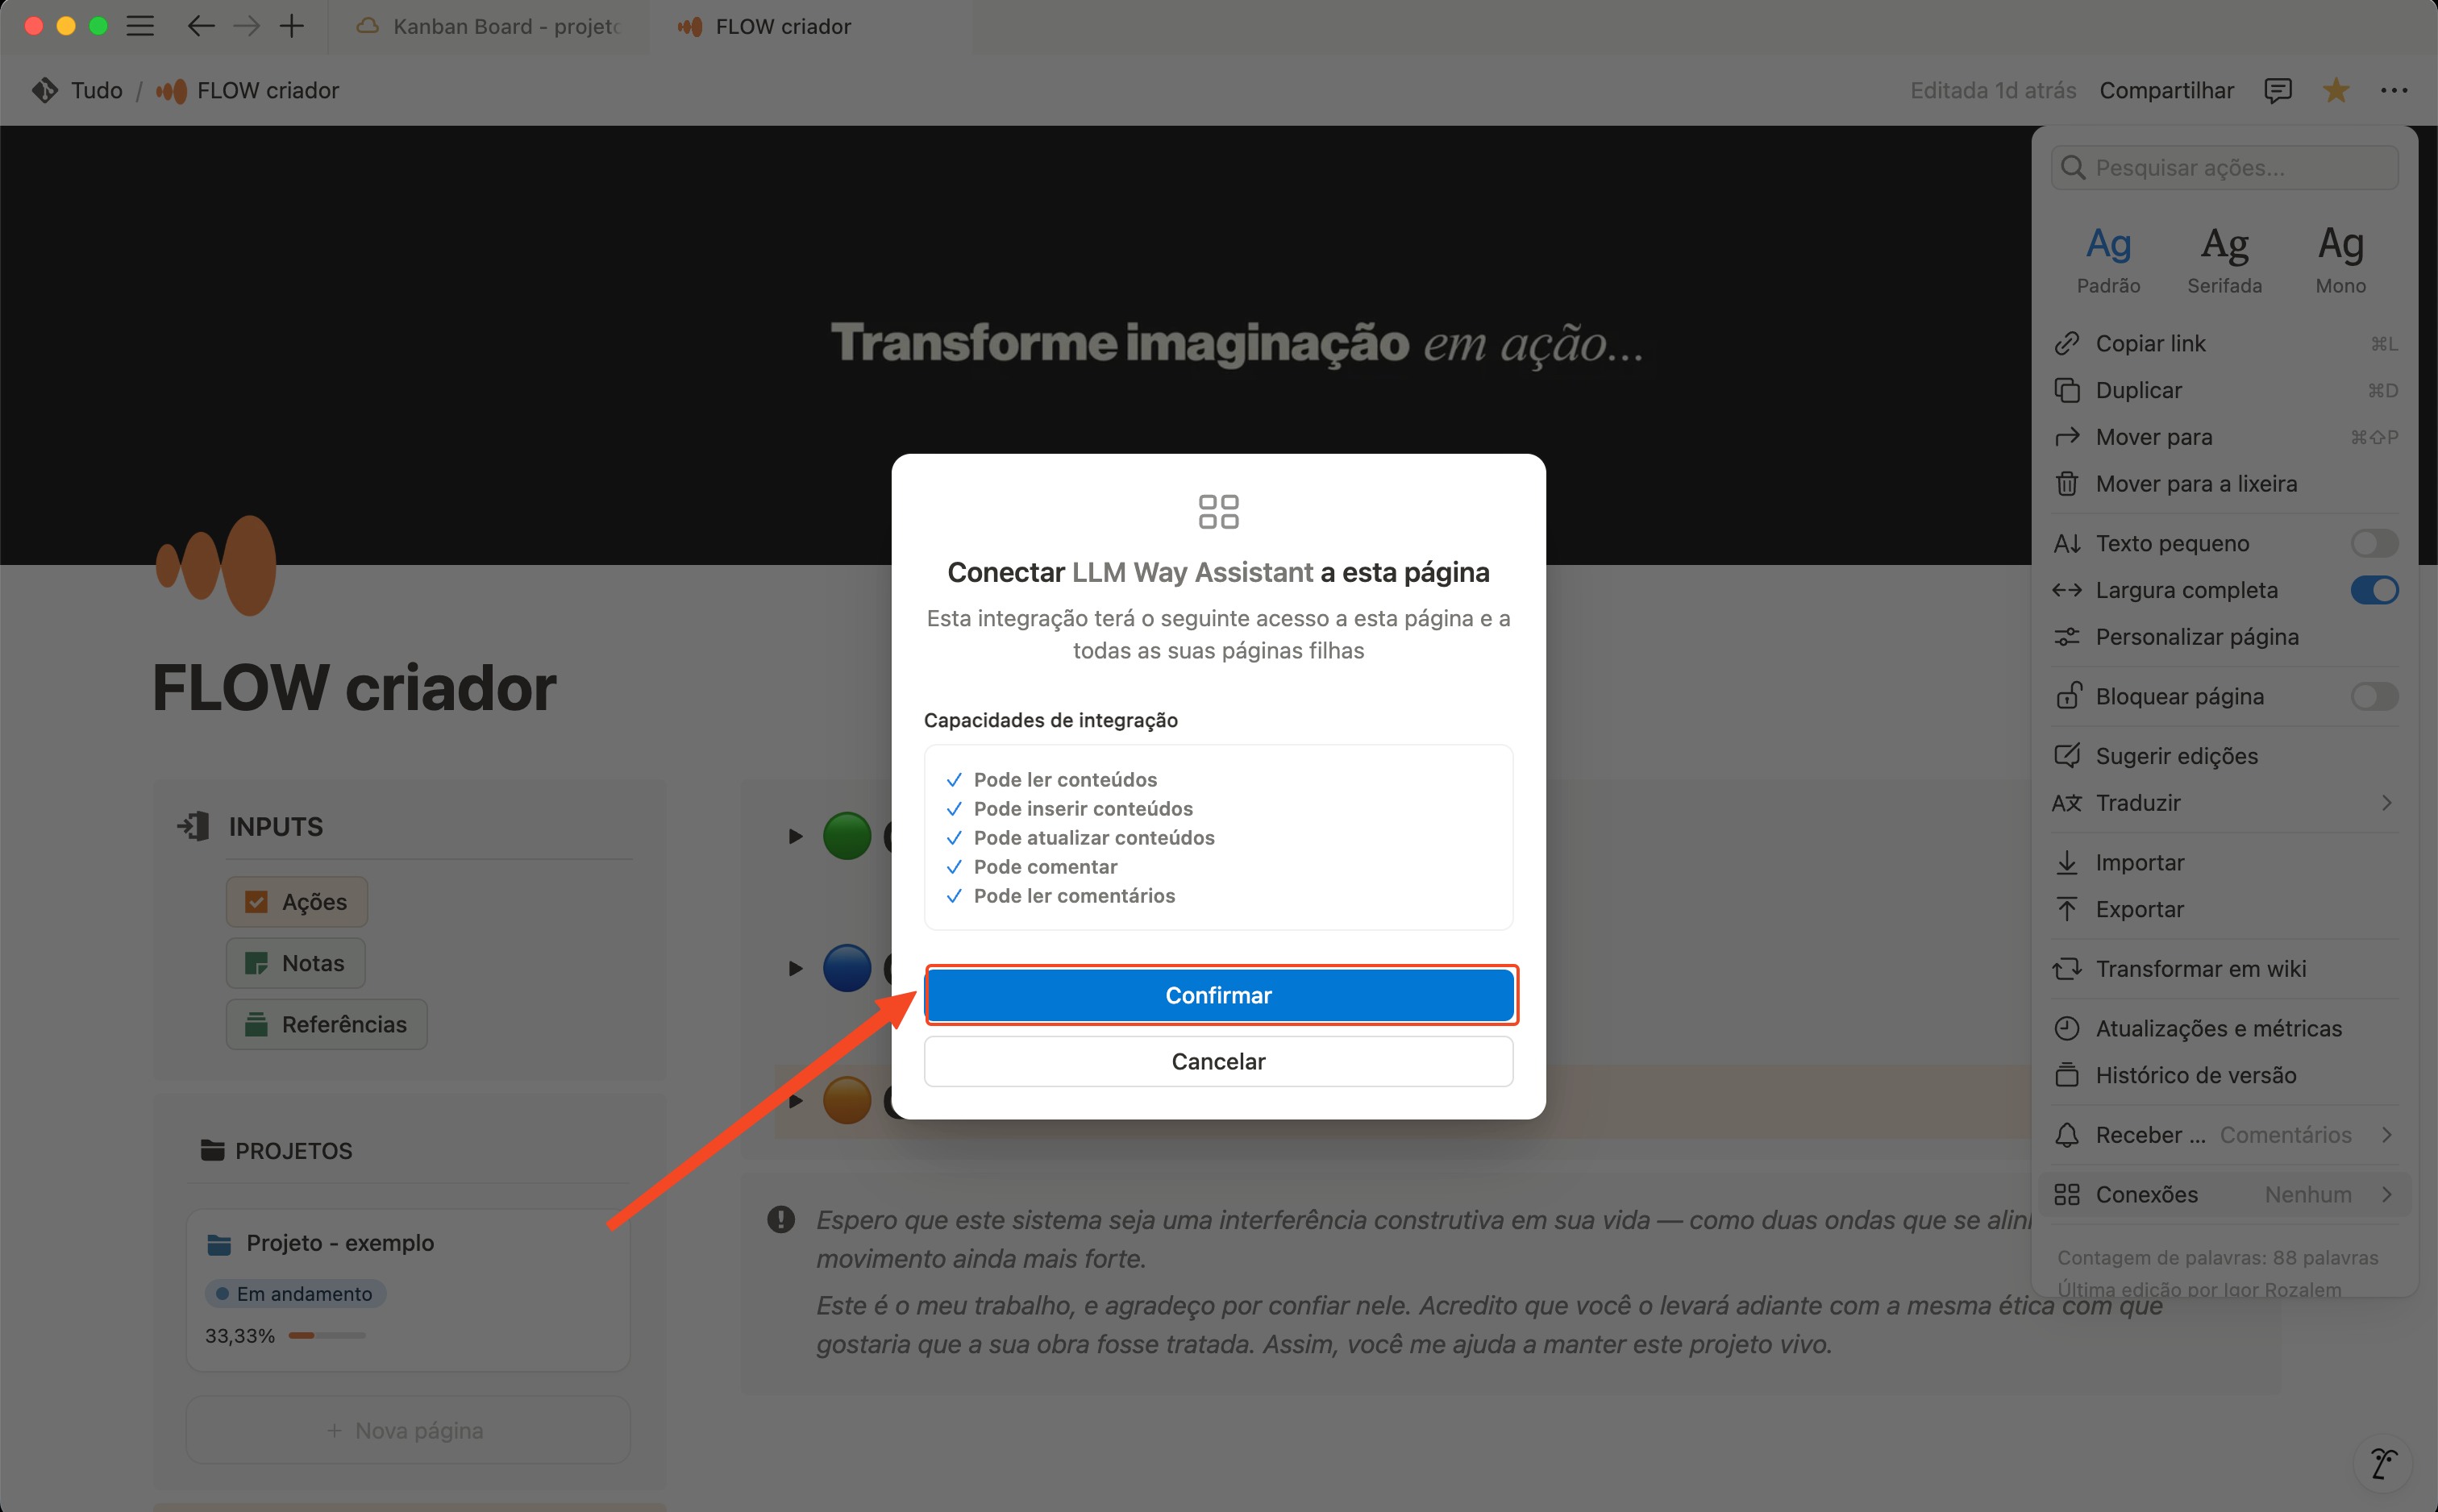 Kanban Board - projeto
FLOW criador
Tudo / FLOW criador
Editada 1d atrás
Compartilhar
Transforme imaginação em ação...
FLOW criador
INPUTS
Ações
Notas
Referências
PROJETOS
Projeto - exemplo
Em andamento
33,33%
+ Nova página
Conectar LLM Way Assistant a esta página
Esta integração terá o seguinte acesso a esta página e a
todas as suas páginas filhas
Capacidades de integração
Pode ler conteúdos
Pode inserir conteúdos
Pode atualizar conteúdos
Pode comentar
Pode ler comentários
Confirmar
Cancelar
Espero que este sistema seja uma interferência construtiva em sua vida — como duas ondas que se
movimento ainda mais forte.
Este é o meu trabalho, e agradeço por confiar nele. Acredito que você o levará adiante com a mesma ética com que
gostaria que a sua obra fosse tratada. Assim, você me ajuda a manter este projeto vivo.
Pesquisar ações...
Ag Ag Ag
Padrão Serifada Mono
Copiar link ⌘L
Duplicar ⌘D
Mover para ⌘⇧P
Mover para a lixeira
Texto pequeno
Largura completa
Personalizar página
Bloquear página
Sugerir edições
Traduzir
Importar
Exportar
Transformar em wiki
Atualizações e métricas
Histórico de versão
Receber ... Comentários
Conexões Nenhum
Contagem de palavras: 88 palavras
Última edição por Igor Rozalem